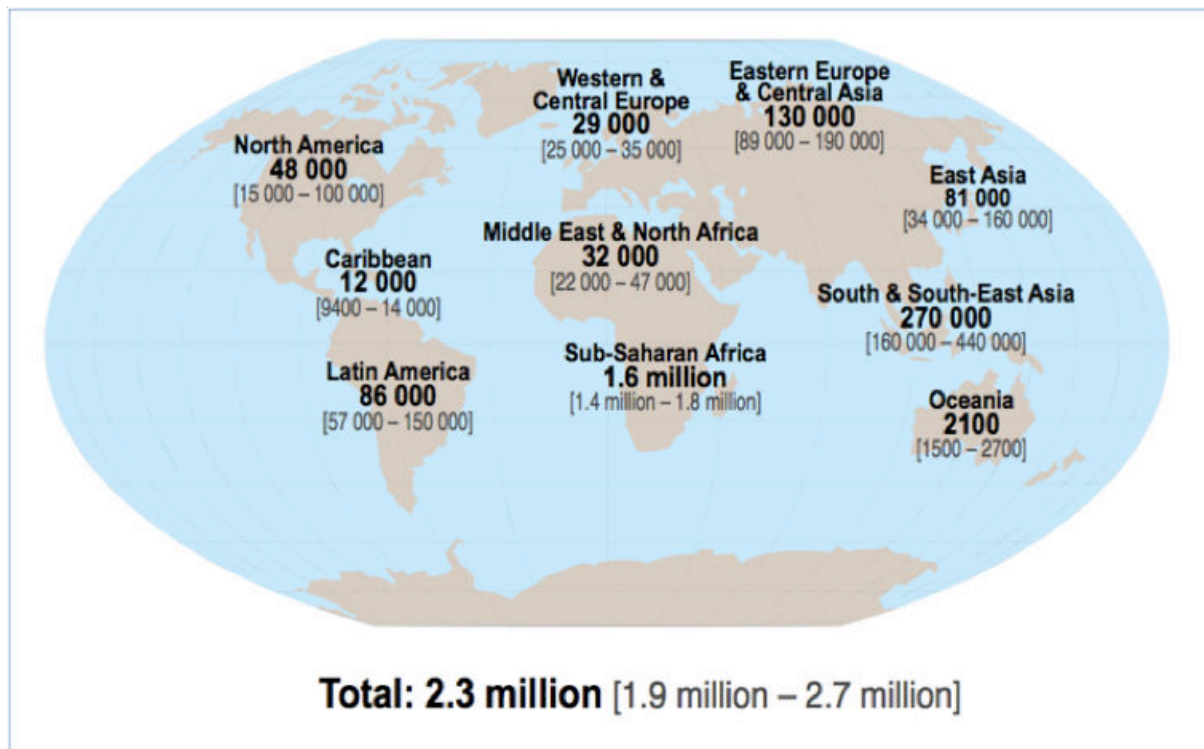 Western &
Central Europe
29 000
[25 000 – 35 000]
Eastern Europe
& Central Asia
130 000
[89 000 – 190 000]
North America
48 000
[15 000 – 100 000]
East Asia
81 000
[34 000 – 160 000]
Middle East & North Africa
32 000
[22 000 – 47 000]
Caribbean
12 000
[9400 – 14 000]
South & South-East Asia
270 000
[160 000 – 440 000]
Sub-Saharan Africa
1.6 million
[1.4 million – 1.8 million]
Latin America
86 000
[57 000 – 150 000]
Oceania
2100
[1500 – 2700]
Total: 2.3 million [1.9 million – 2.7 million]